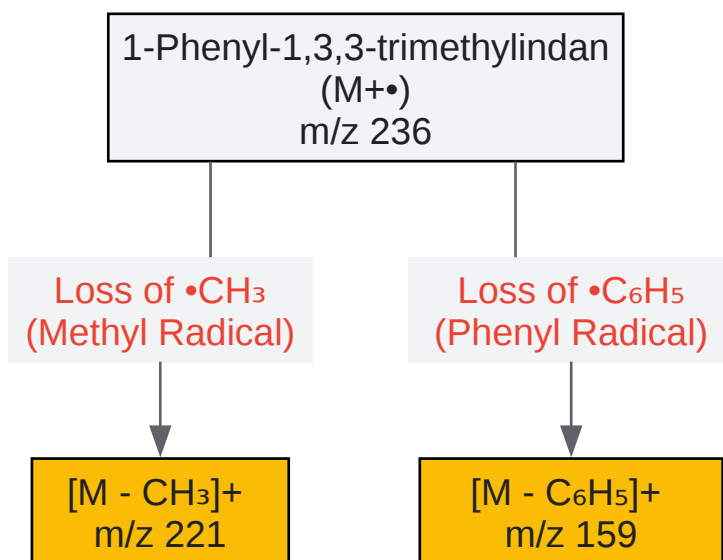 1-Phenyl-1,3,3-trimethylindan
(M+•)
m/z 236
Loss of •CH₃
(Methyl Radical)
Loss of •C₆H₅
(Phenyl Radical)
[M - CH₃]+
m/z 221
[M - C₆H₅]+
m/z 159